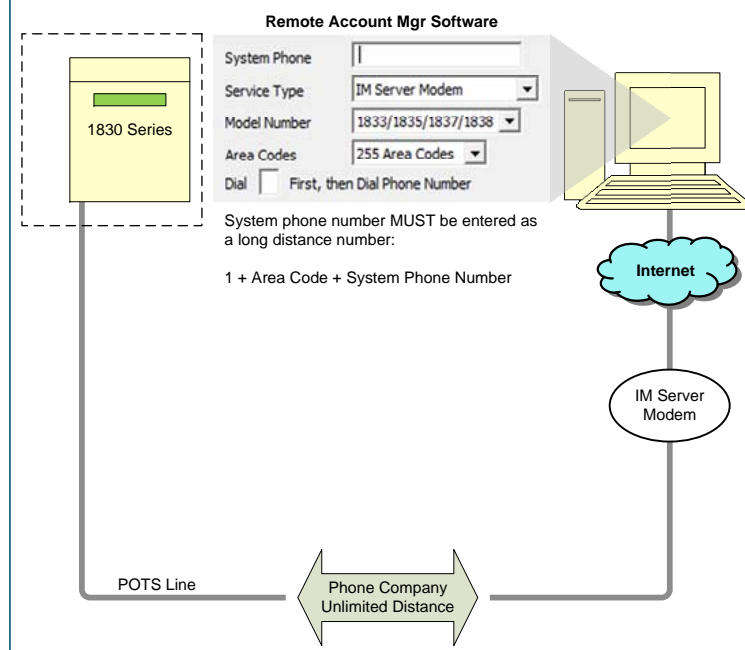 Remote Account Mgr Software
System Phone
Service Type IM Server Modem
Model Number 1833/1835/1837/1838
Area Codes 255 Area Codes
Dial First, then Dial Phone Number
1830 Series
System phone number MUST be entered as
a long distance number:
1 + Area Code + System Phone Number
Internet
IM Server
Modem
POTS Line
Phone Company
Unlimited Distance